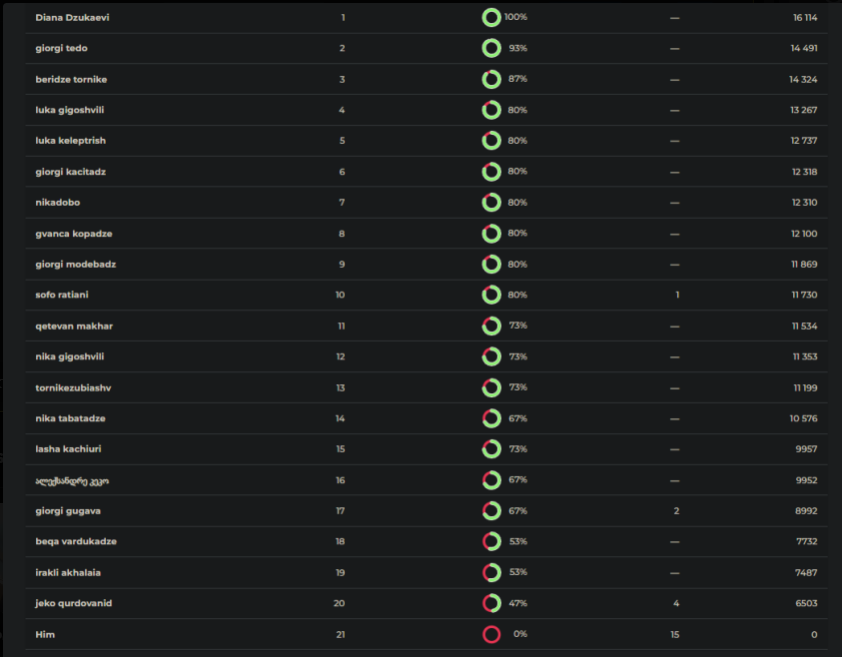 Diana Dzukaevi 1 100% — 16 114
giorgi tedo 2 93% — 14 491
beridze tornike 3 87% — 14 324
luka gigoshvili 4 80% — 13 267
luka keleptrish 5 80% — 12 737
giorgi kacitadz 6 80% — 12 318
nikadobo 7 80% — 12 310
gvanca kopadze 8 80% — 12 100
giorgi modebadz 9 80% — 11 869
sofo ratiani 10 80% 1 11 730
qetevan makhar 11 73% — 11 534
nika gigoshvili 12 73% — 11 353
tornikezubiashv 13 73% — 11 199
nika tabatadze 14 67% — 10 576
lasha kachiuri 15 73% — 9957
ალექსანდრე კეკო 16 67% — 9952
giorgi gugava 17 67% 2 8992
beqa vardukadze 18 53% — 7732
irakli akhalaia 19 53% — 7487
jeko qurdovanid 20 47% 4 6503
Him 21 0% 15 0